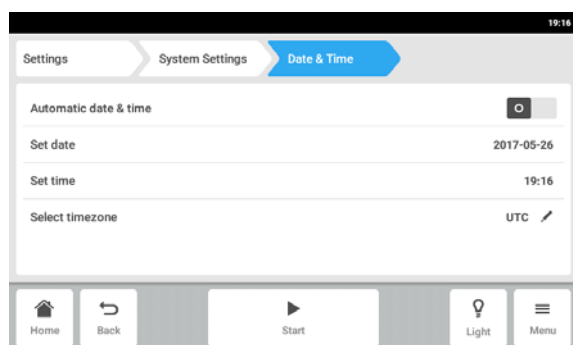 19:16
Settings System Settings Date & Time
Automatic date & time O
Set date 2017-05-26
Set time 19:16
Select timezone UTC
Home Back Start Light Menu